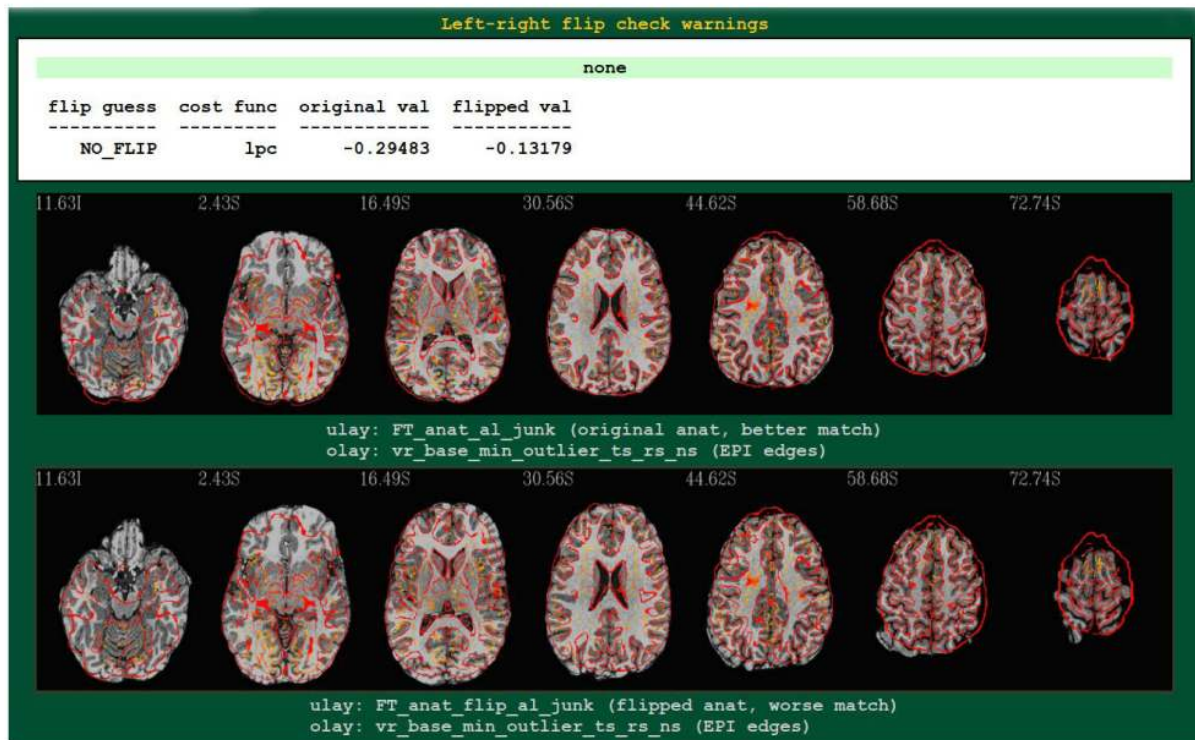 Left-right flip check warnings
none
flip guess cost func original val flipped val
---------- --------- ------------ -----------
NO_FLIP lpc -0.29483 -0.13179
11.63I 2.43S 16.49S 30.56S 44.62S 58.68S 72.74S
ulay: FT_anat_al_junk (original anat, better match)
olay: vr_base_min_outlier_ts_rs_ns (EPI edges)
11.63I 2.43S 16.49S 30.56S 44.62S 58.68S 72.74S
ulay: FT_anat_flip_al_junk (flipped anat, worse match)
olay: vr_base_min_outlier_ts_rs_ns (EPI edges)